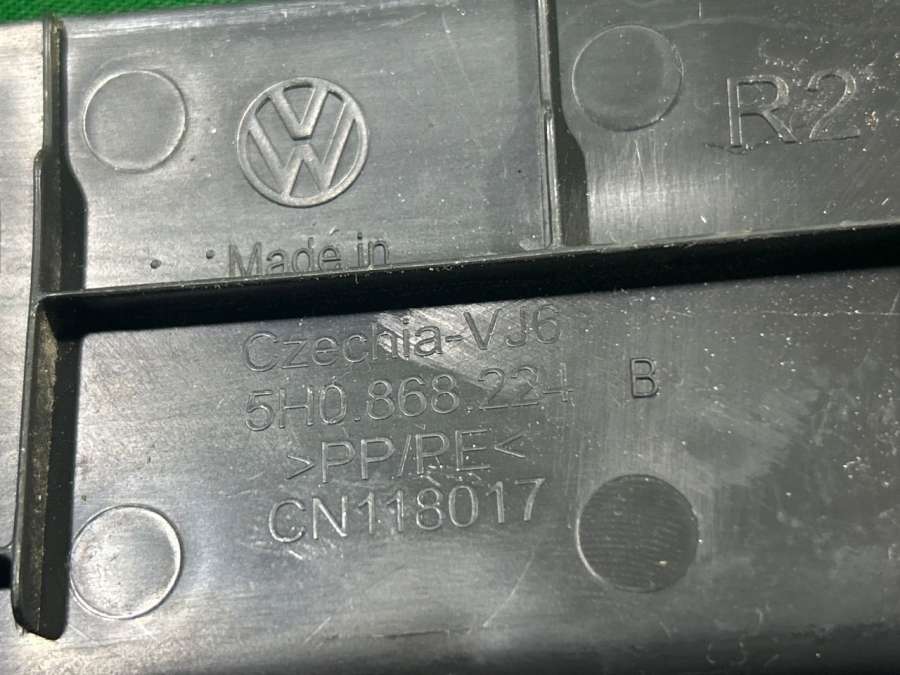 R2
Made in
Czechia-VJ6
5H0.868.224 B
>PP/PE<
CN118017